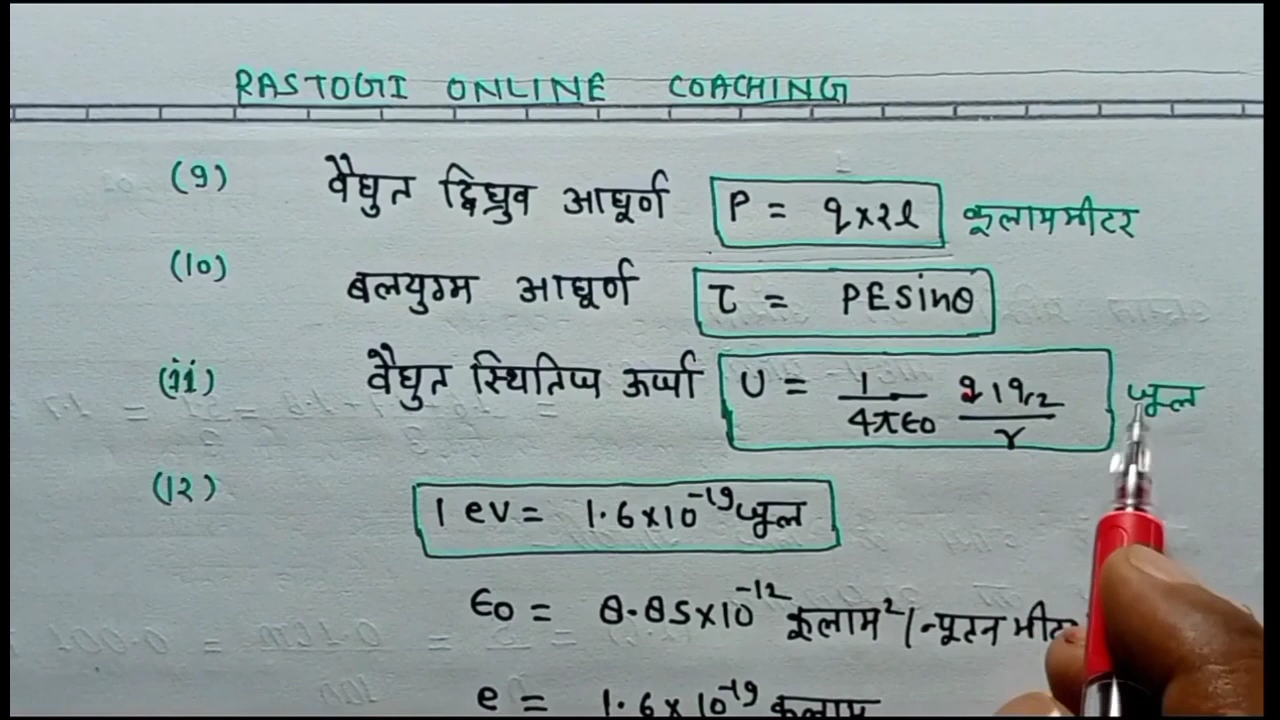 RASTOGI ONLINE COACHING
(9) वैधुत द्विध्रुव आघूर्ण P = q×2l कूलाममीटर
(10) बलयुग्म आघूर्ण τ = PEsinθ
(11) वैधुत स्थितिज ऊर्जा U = 1/4πϵ0 q1q2/r जूल
(12) 1 ev = 1.6×10⁻¹⁹ जूल
ϵ0 = 8.85×10⁻¹² कूलाम²/न्यूटन मीटर
e = 1.6×10⁻¹⁹ कूलाम